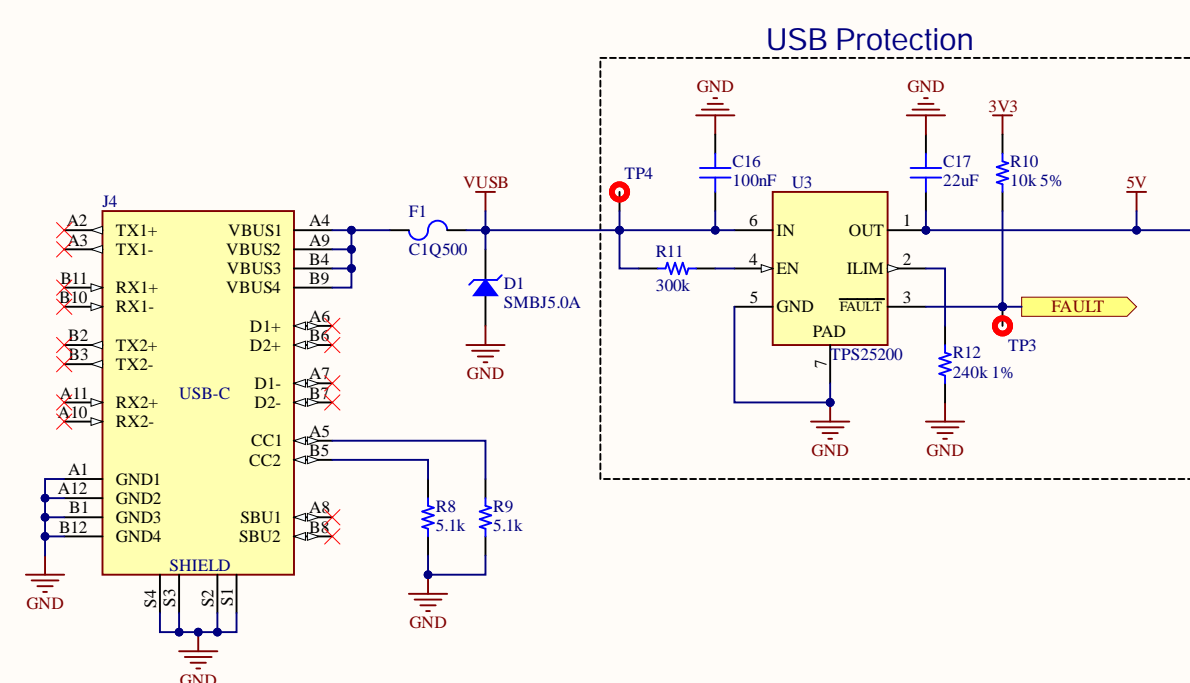 USB Protection
GND
GND
3V3
TP4
C16
100nF
C17
22uF
R10
10k 5%
5V
VUSB
J4
F1
C1Q500
U3
A2
TX1+
A3
TX1-
B11
RX1+
B10
RX1-
B2
TX2+
B3
TX2-
A11
RX2+
A10
RX2-
A1
GND1
A12
GND2
B1
GND3
B12
GND4
USB-C
SHIELD
VBUS1
A4
VBUS2
A9
VBUS3
B4
VBUS4
B9
D1+
A6
D2+
B6
D1-
A7
D2-
B7
CC1
A5
CC2
B5
SBU1
A8
SBU2
B8
S4
S3
S2
S1
GND
GND
D1
SMBJ5.0A
GND
R8
5.1k
R9
5.1k
GND
R11
300k
6
IN
4
EN
5
GND
OUT
1
ILIM
2
FAULT
3
PAD
7
TPS25200
GND
R12
240k 1%
GND
FAULT
TP3